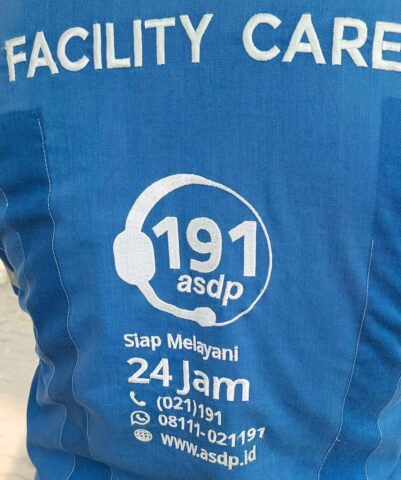 FACILITY CARE
191
asdp
Siap Melayani
24 Jam
(021)191
08111-021191
www.asdp.id